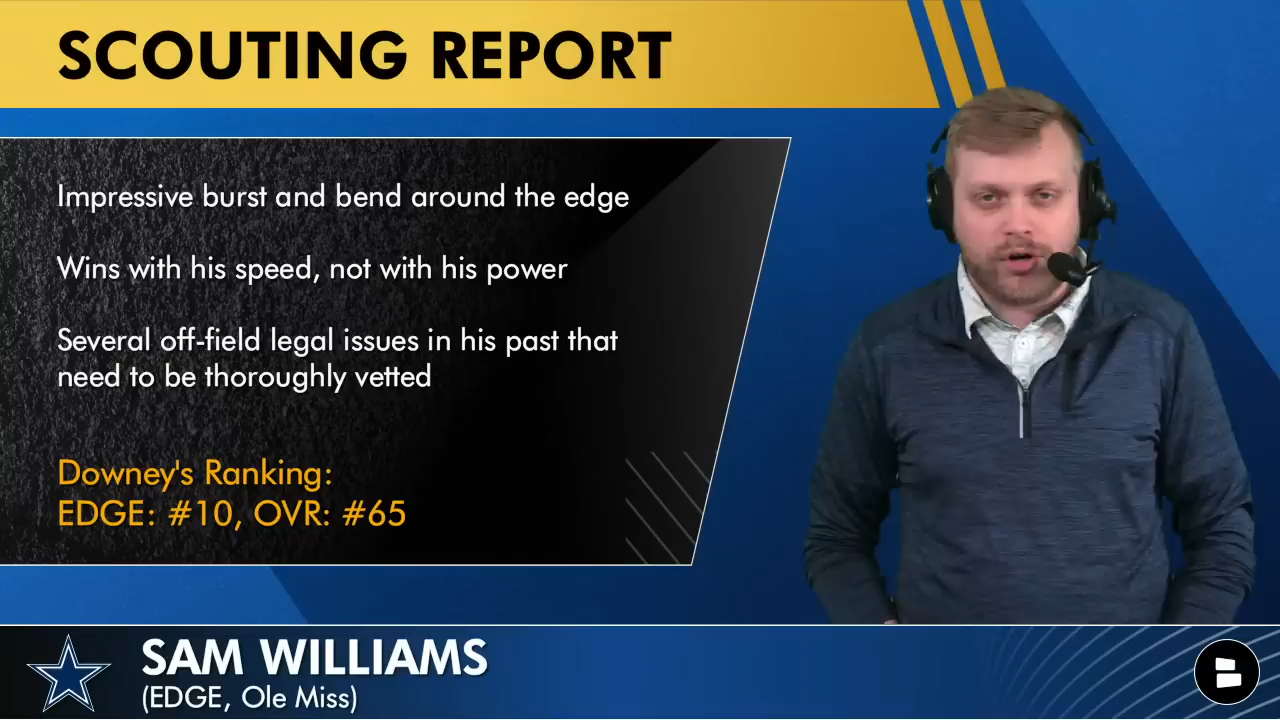 SCOUTING REPORT
Impressive burst and bend around the edge
Wins with his speed, not with his power
Several off-field legal issues in his past that
need to be thoroughly vetted
Downey's Ranking:
EDGE: #10, OVR: #65
SAM WILLIAMS
(EDGE, Ole Miss)